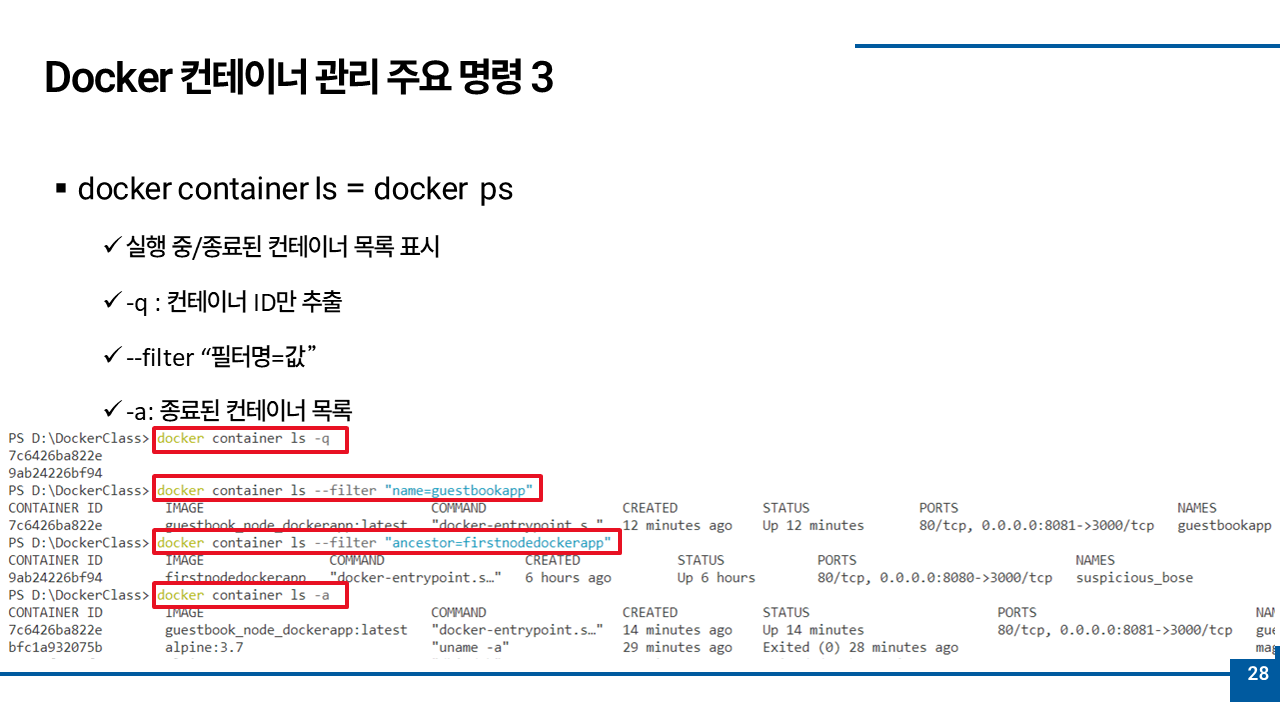 Docker 컨테이너 관리 주요 명령 3
▪ docker container ls = docker ps
✓ 실행 중/종료된 컨테이너 목록 표시
✓ -q : 컨테이너 ID만 추출
✓ --filter “필터명=값”
✓ -a: 종료된 컨테이너 목록
PS D:\DockerClass> docker container ls -q
7c6426ba822e
9ab24226bf94
PS D:\DockerClass> docker container ls --filter "name=guestbookapp"
CONTAINER ID IMAGE COMMAND CREATED STATUS PORTS NAMES
7c6426ba822e guestbook_node_dockerapp:latest "docker-entrypoint.s…" 12 minutes ago Up 12 minutes 80/tcp, 0.0.0.0:8081->3000/tcp guestbookapp
PS D:\DockerClass> docker container ls --filter "ancestor=firstnodedockerapp"
CONTAINER ID IMAGE COMMAND CREATED STATUS PORTS NAMES
9ab24226bf94 firstnodedockerapp "docker-entrypoint.s…" 6 hours ago Up 6 hours 80/tcp, 0.0.0.0:8080->3000/tcp suspicious_bose
PS D:\DockerClass> docker container ls -a
CONTAINER ID IMAGE COMMAND CREATED STATUS PORTS
7c6426ba822e guestbook_node_dockerapp:latest "docker-entrypoint.s…" 14 minutes ago Up 14 minutes 80/tcp, 0.0.0.0:8081->3000/tcp
bfc1a932075b alpine:3.7 "uname -a" 29 minutes ago Exited (0) 28 minutes ago
28